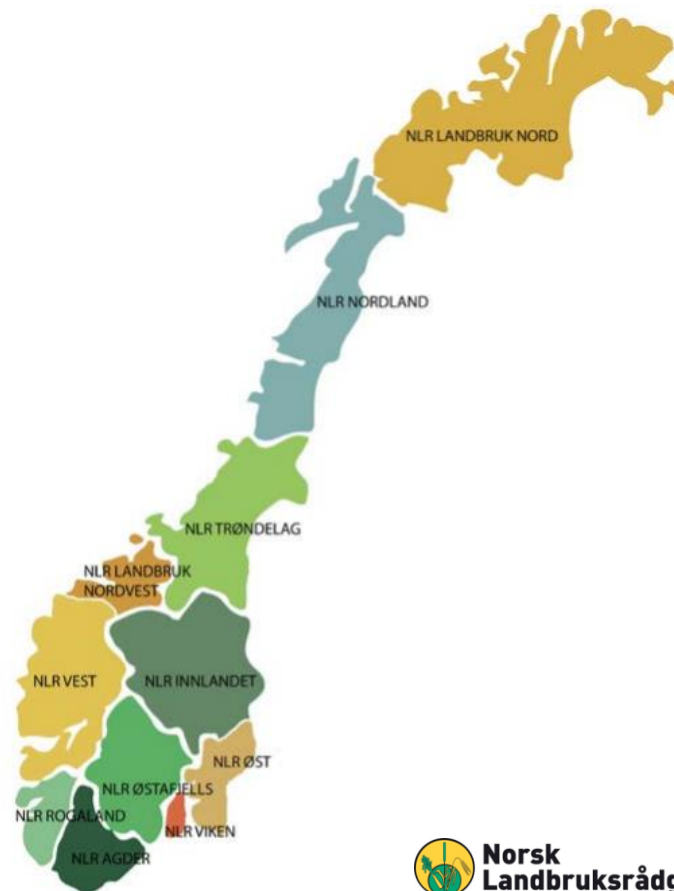 NLR LANDBRUK NORD
NLR NORDLAND
NLR TRØNDELAG
NLR LANDBRUK
NORDVEST
NLR VEST
NLR INNLANDET
NLR ØST
NLR ØSTAFJELLS
NLR ROGALAND
NLR VIKEN
NLR AGDER
Norsk